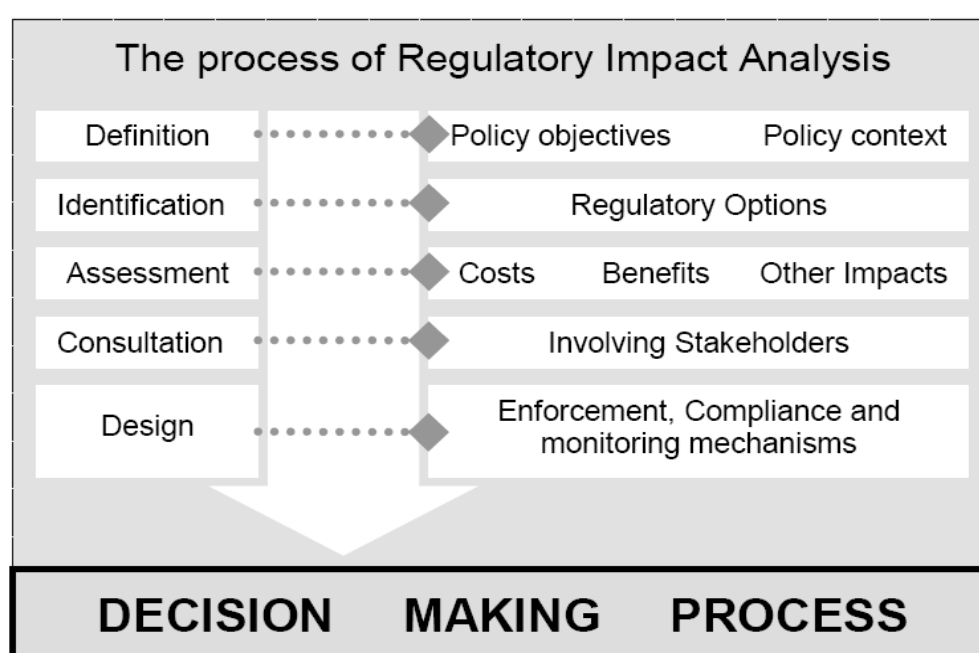 The process of Regulatory Impact Analysis
Definition Policy objectives Policy context
Identification Regulatory Options
Assessment Costs Benefits Other Impacts
Consultation Involving Stakeholders
Design Enforcement, Compliance and
monitoring mechanisms
DECISION MAKING PROCESS